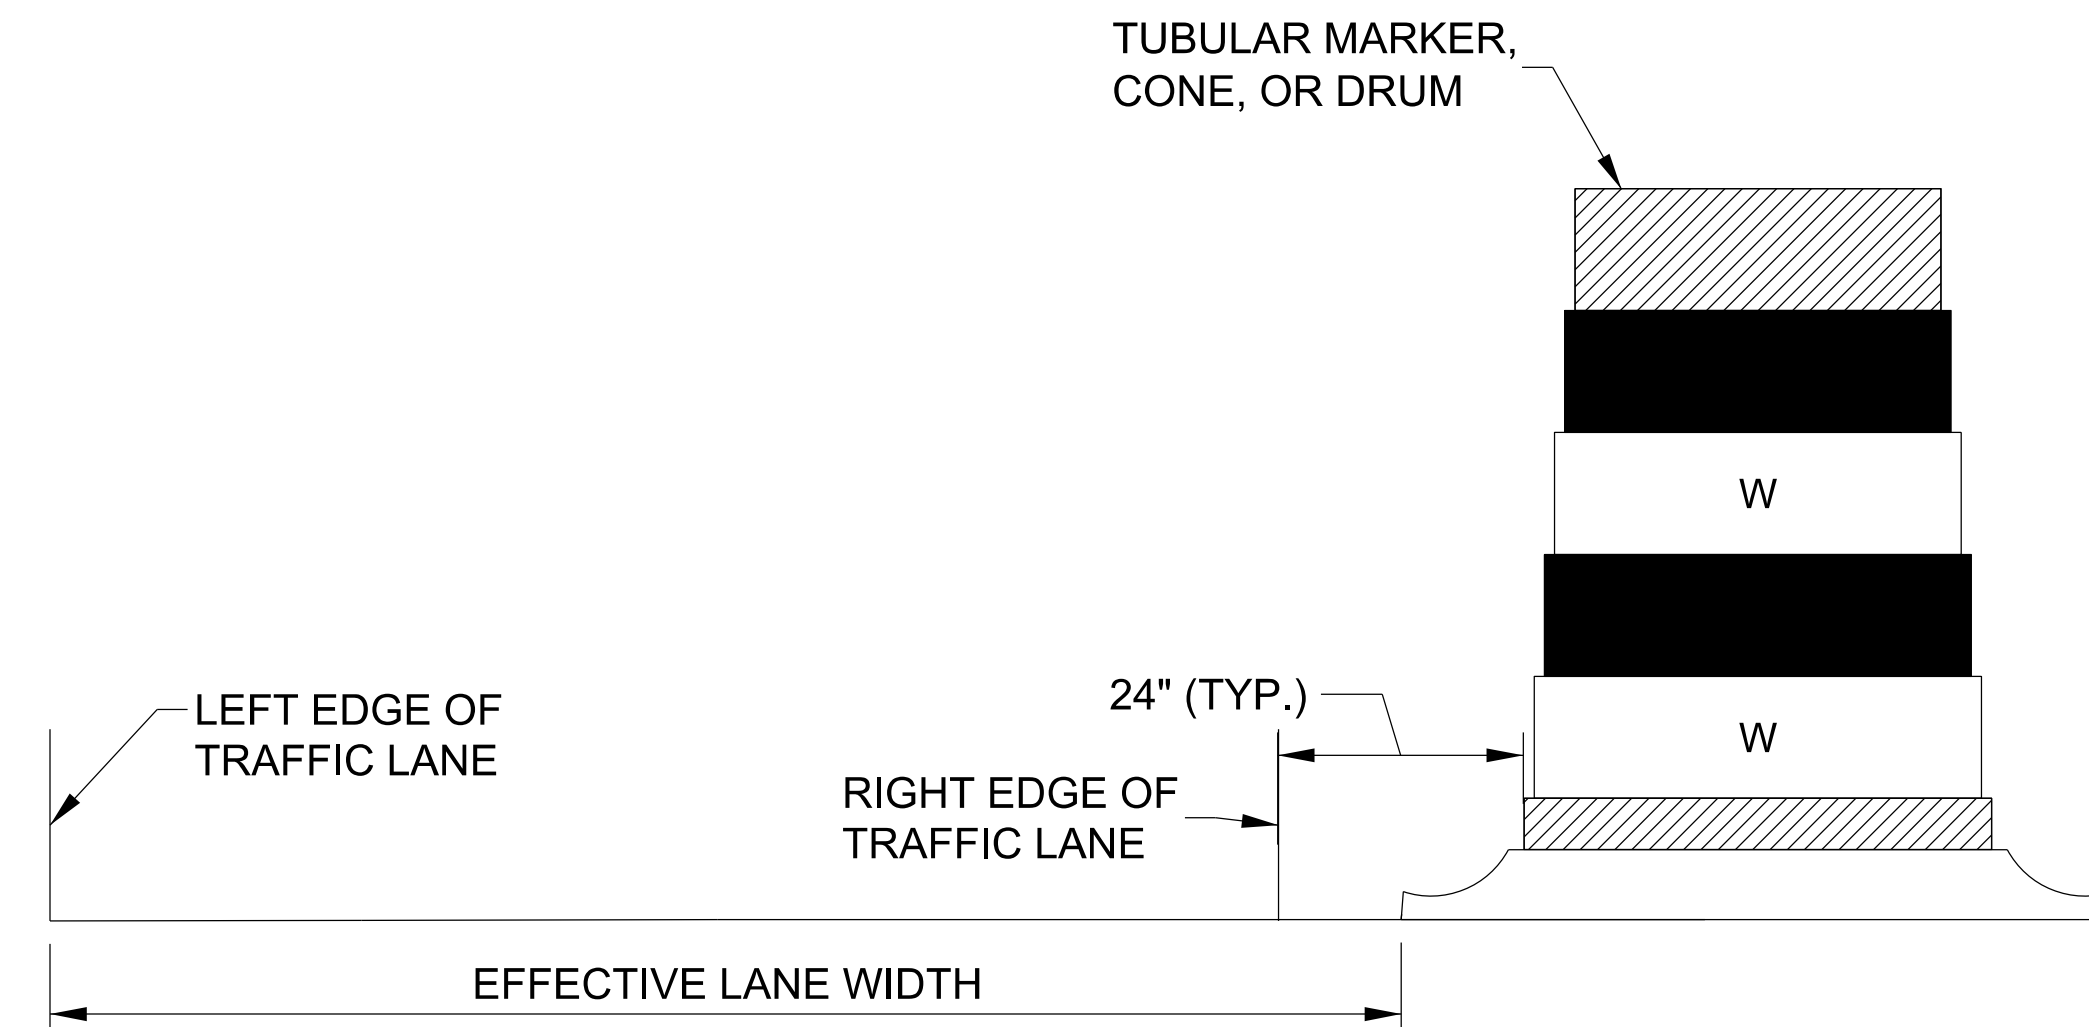 TUBULAR MARKER,
CONE, OR DRUM
W
W
24" (TYP.)
LEFT EDGE OF
TRAFFIC LANE
RIGHT EDGE OF
TRAFFIC LANE
EFFECTIVE LANE WIDTH